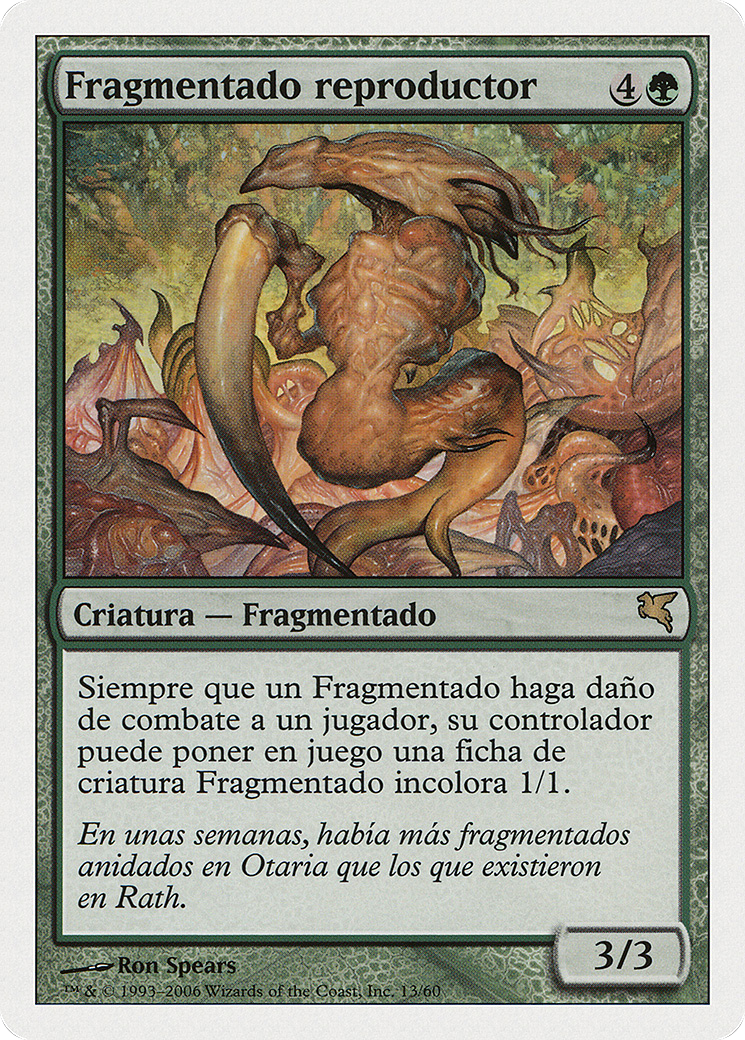 Fragmentado reproductor 4
Criatura — Fragmentado
Siempre que un Fragmentado haga daño
de combate a un jugador, su controlador
puede poner en juego una ficha de
criatura Fragmentado incolora 1/1.
En unas semanas, había más fragmentados
anidados en Otaria que los que existieron
en Rath.
3/3
Ron Spears
™ & © 1993–2006 Wizards of the Coast, Inc. 13/60